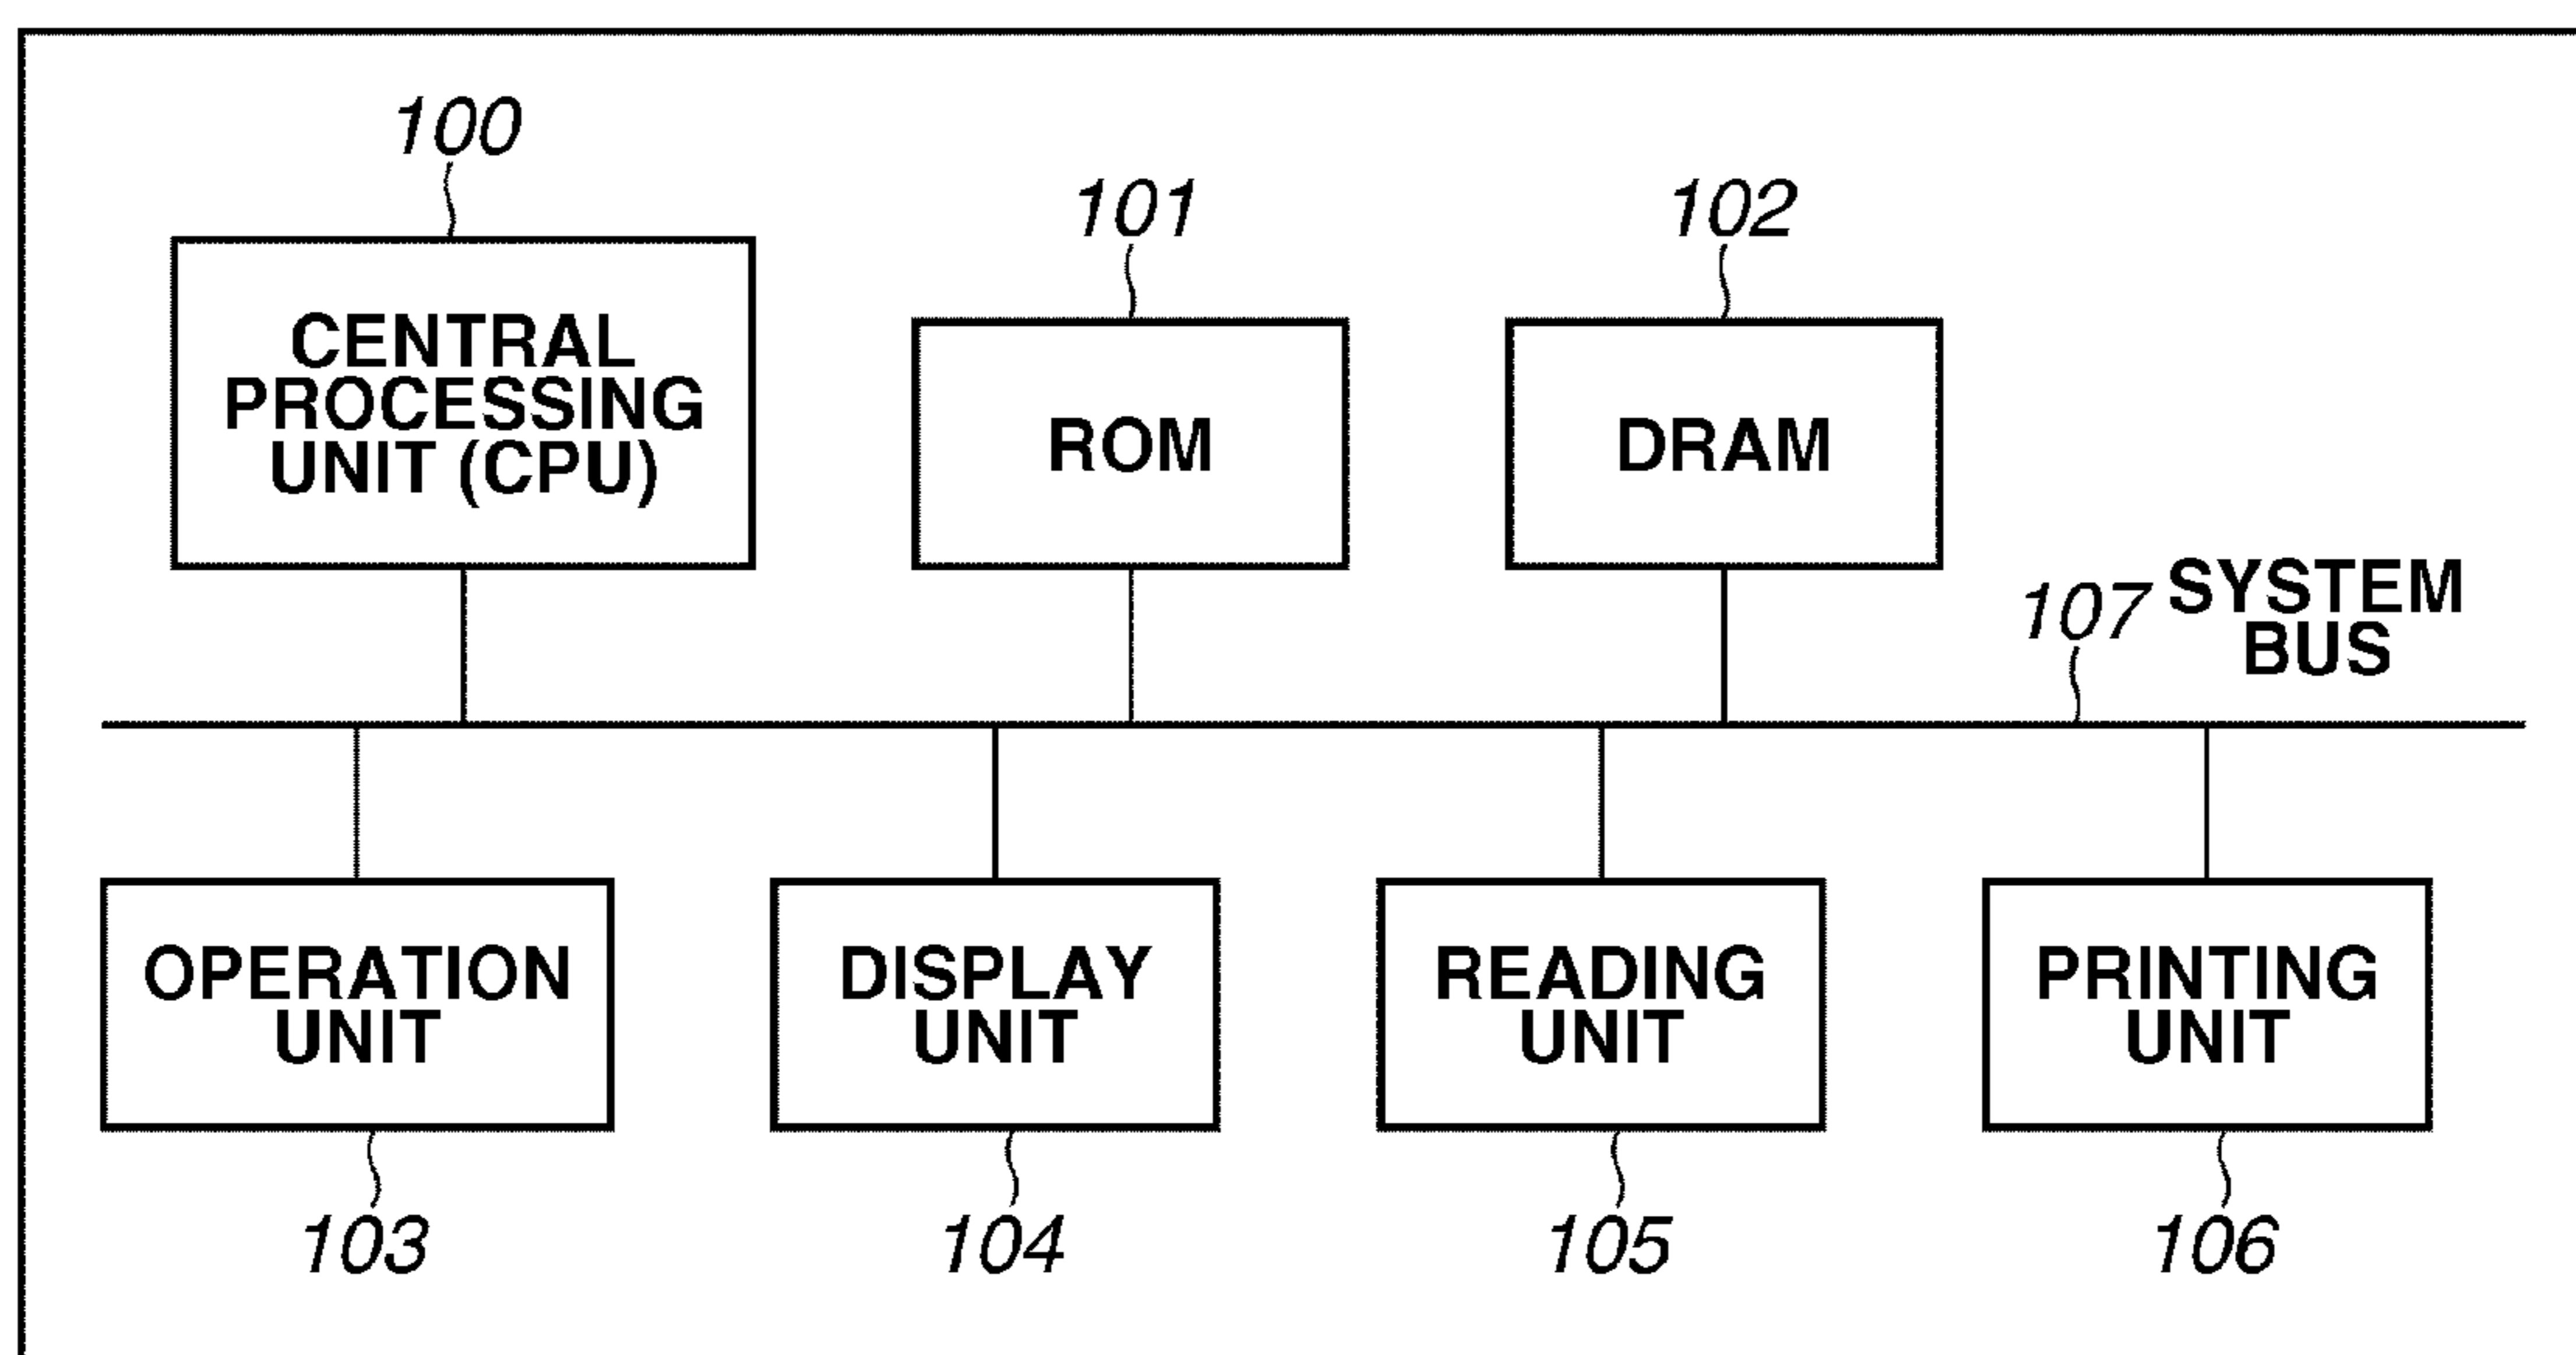 100
101
102
CENTRAL
PROCESSING
UNIT (CPU)
ROM
DRAM
107
SYSTEM
BUS
OPERATION
UNIT
DISPLAY
UNIT
READING
UNIT
PRINTING
UNIT
103
104
105
106